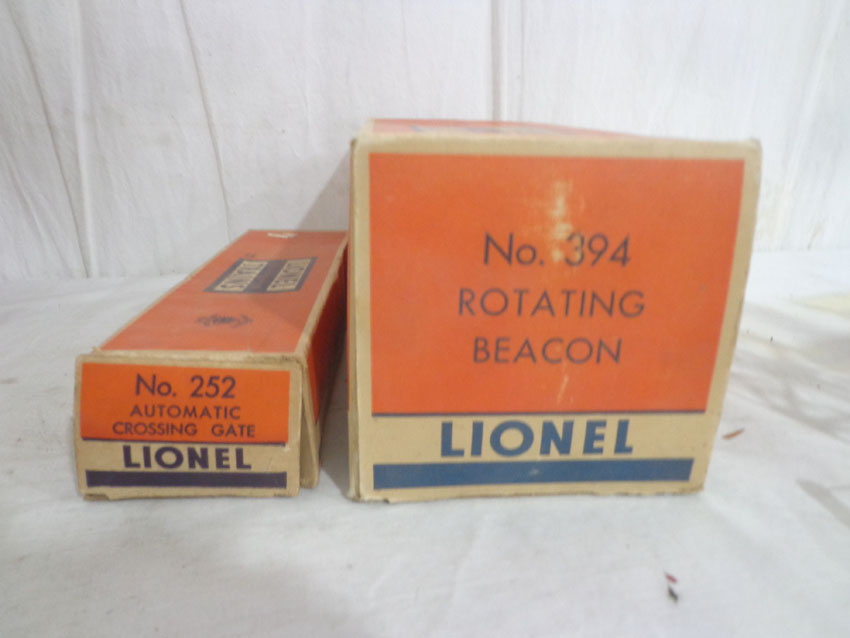 No. 252
AUTOMATIC
CROSSING GATE
LIONEL
No. 394
ROTATING
BEACON
LIONEL